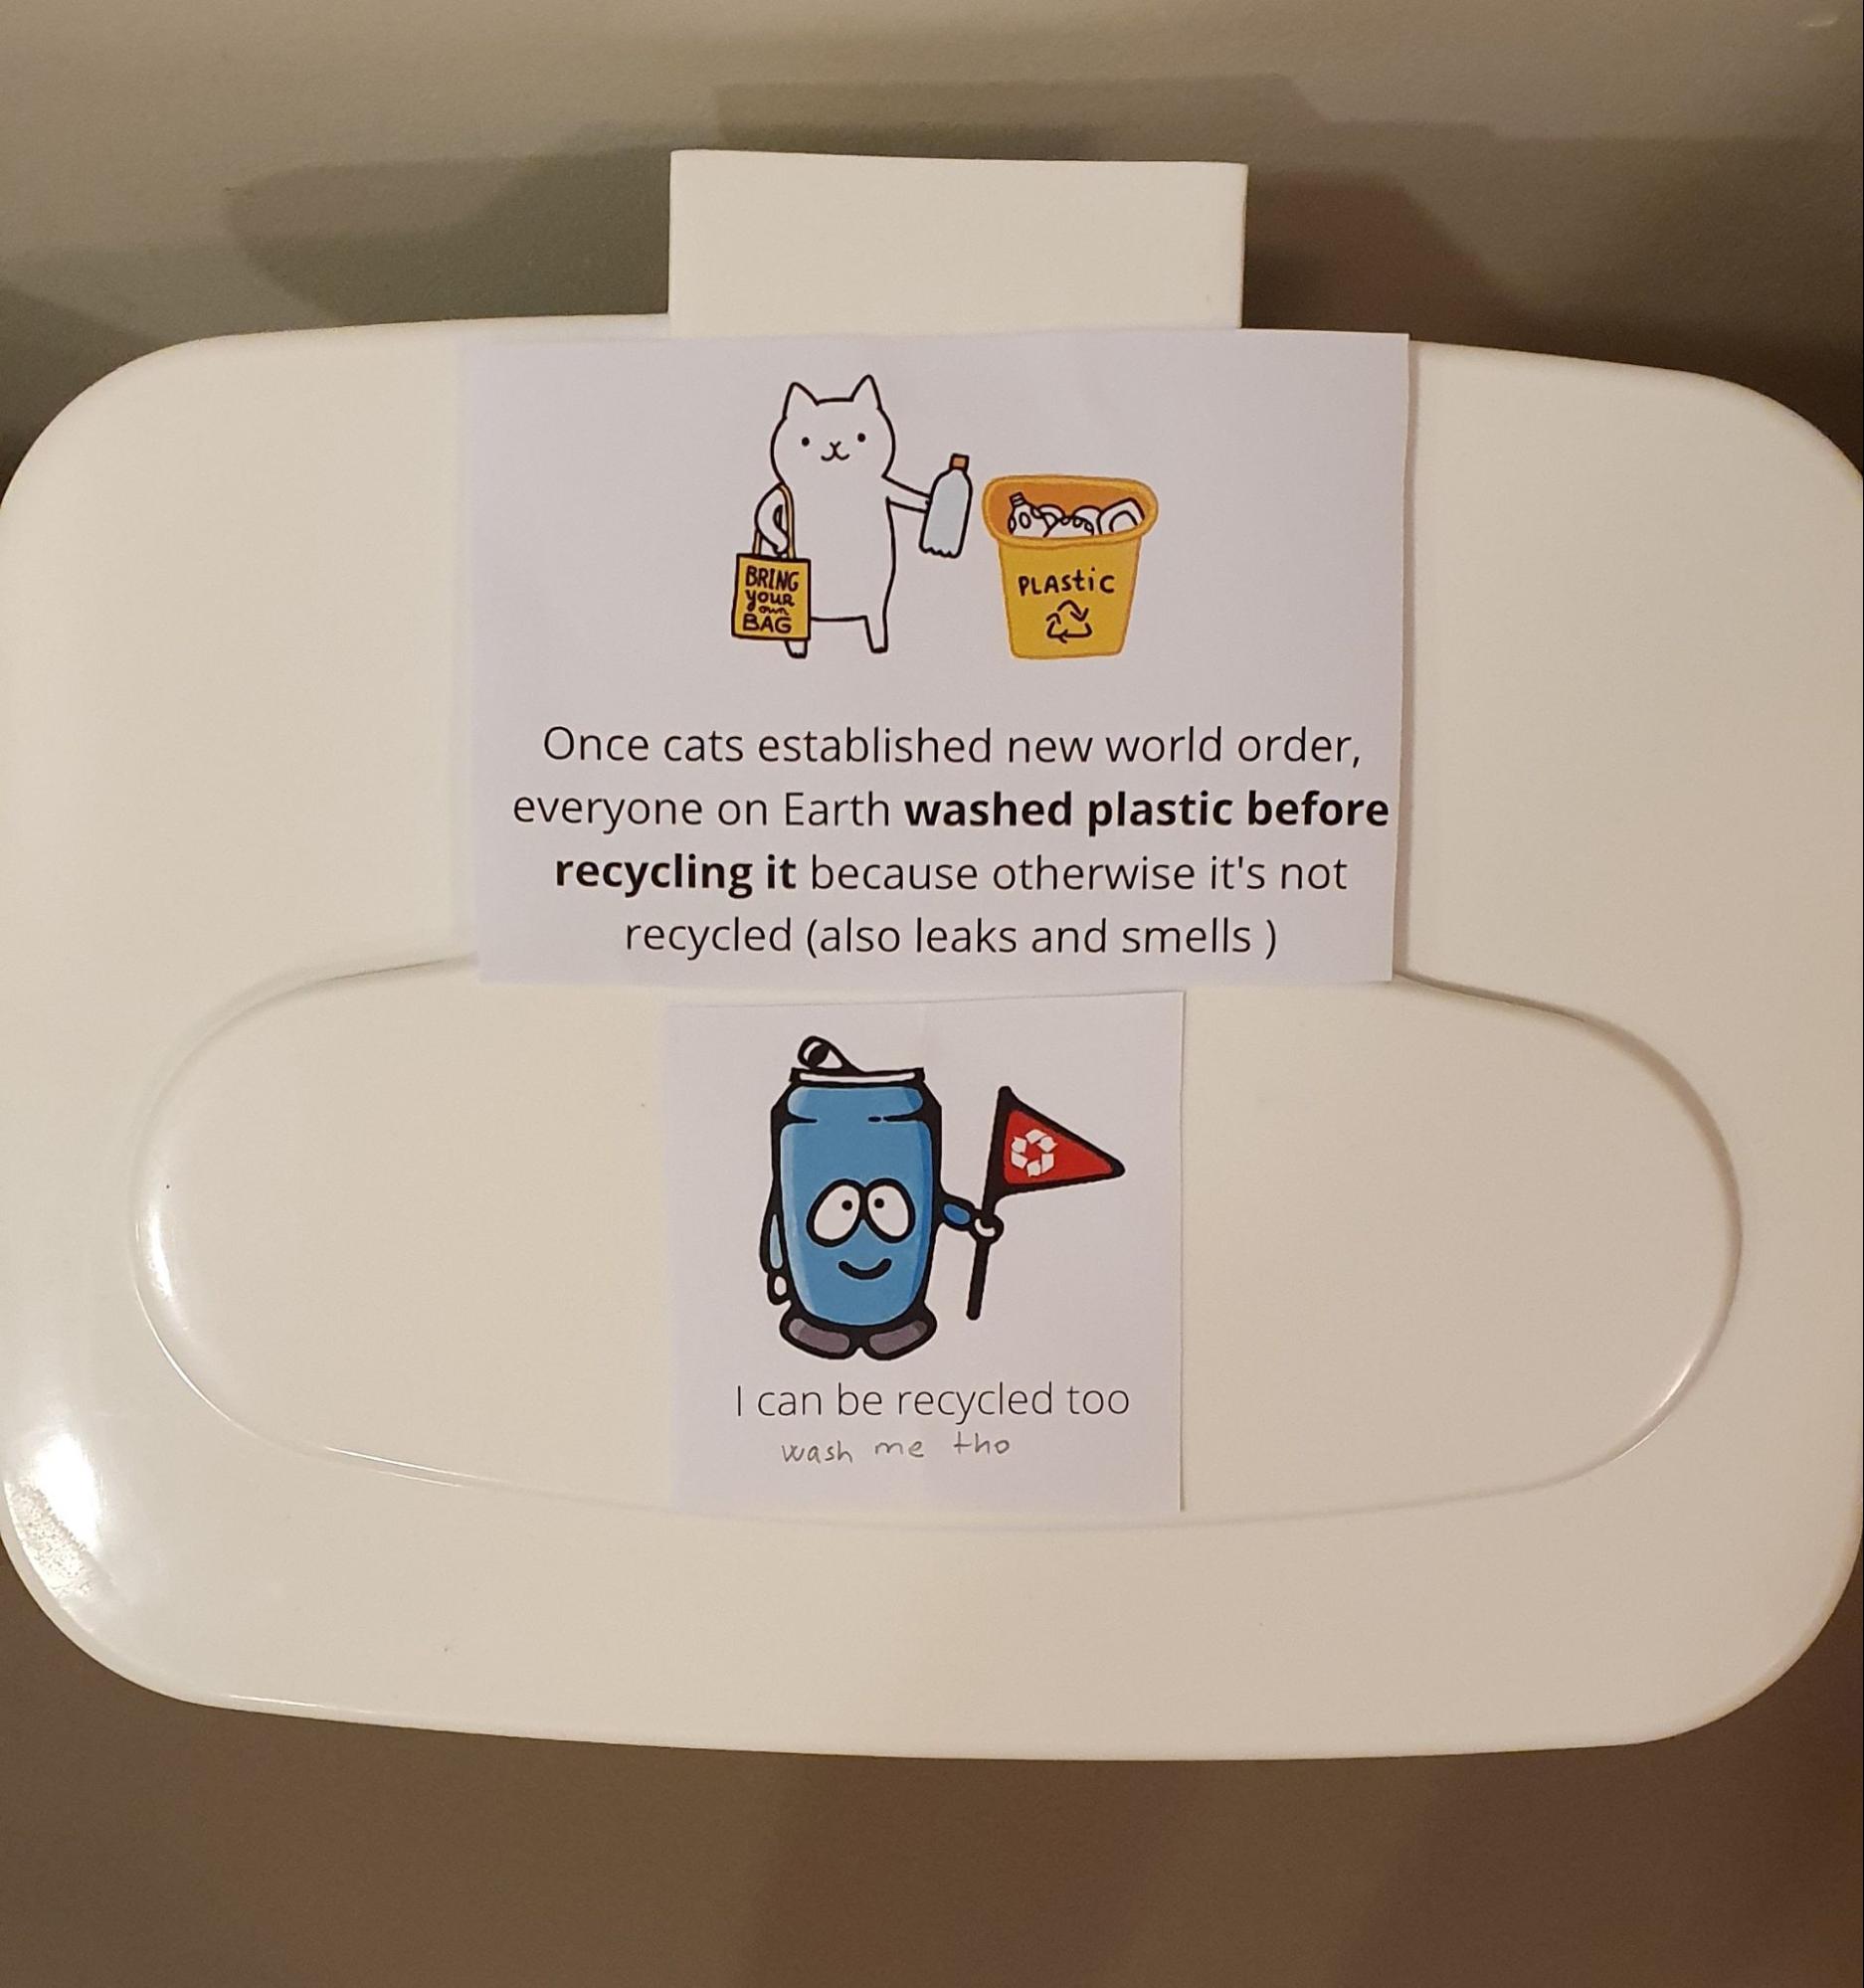 BRING
YOUR
own
BAG
PLAStiC
Once cats established new world order,
everyone on Earth washed plastic before
recycling it because otherwise it's not
recycled (also leaks and smells )
I can be recycled too
wash me tho